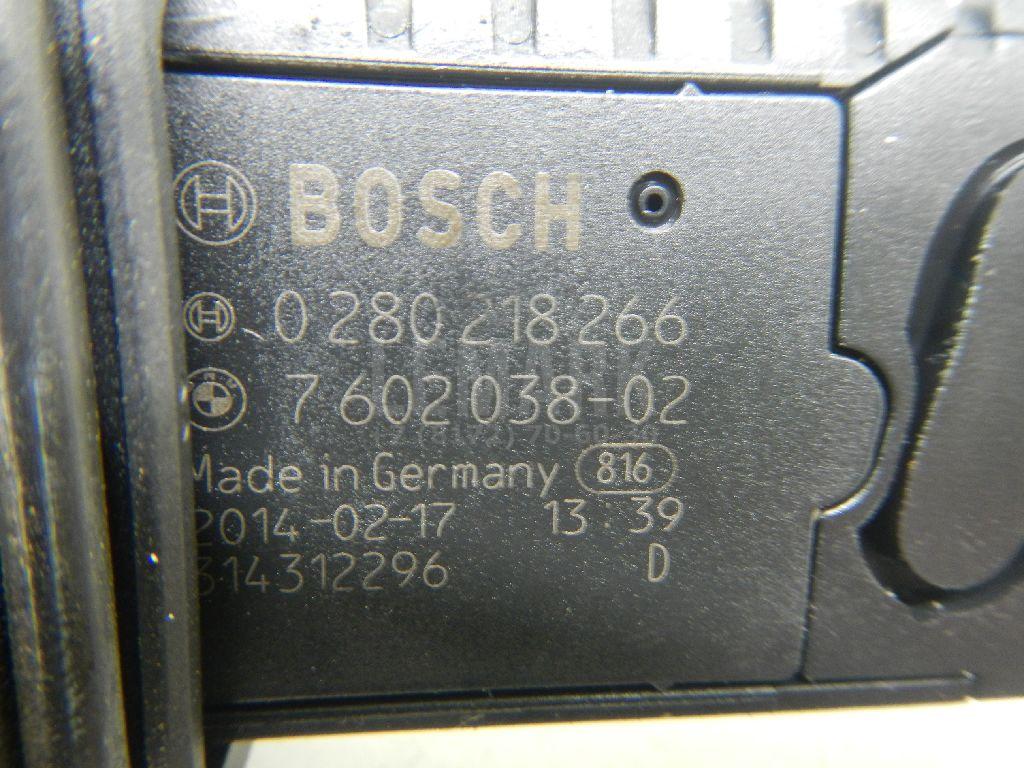 BOSCH
0 280 218 266
7 602 038-02
Made in Germany 816
2014-02-17 13:39
314312296 D